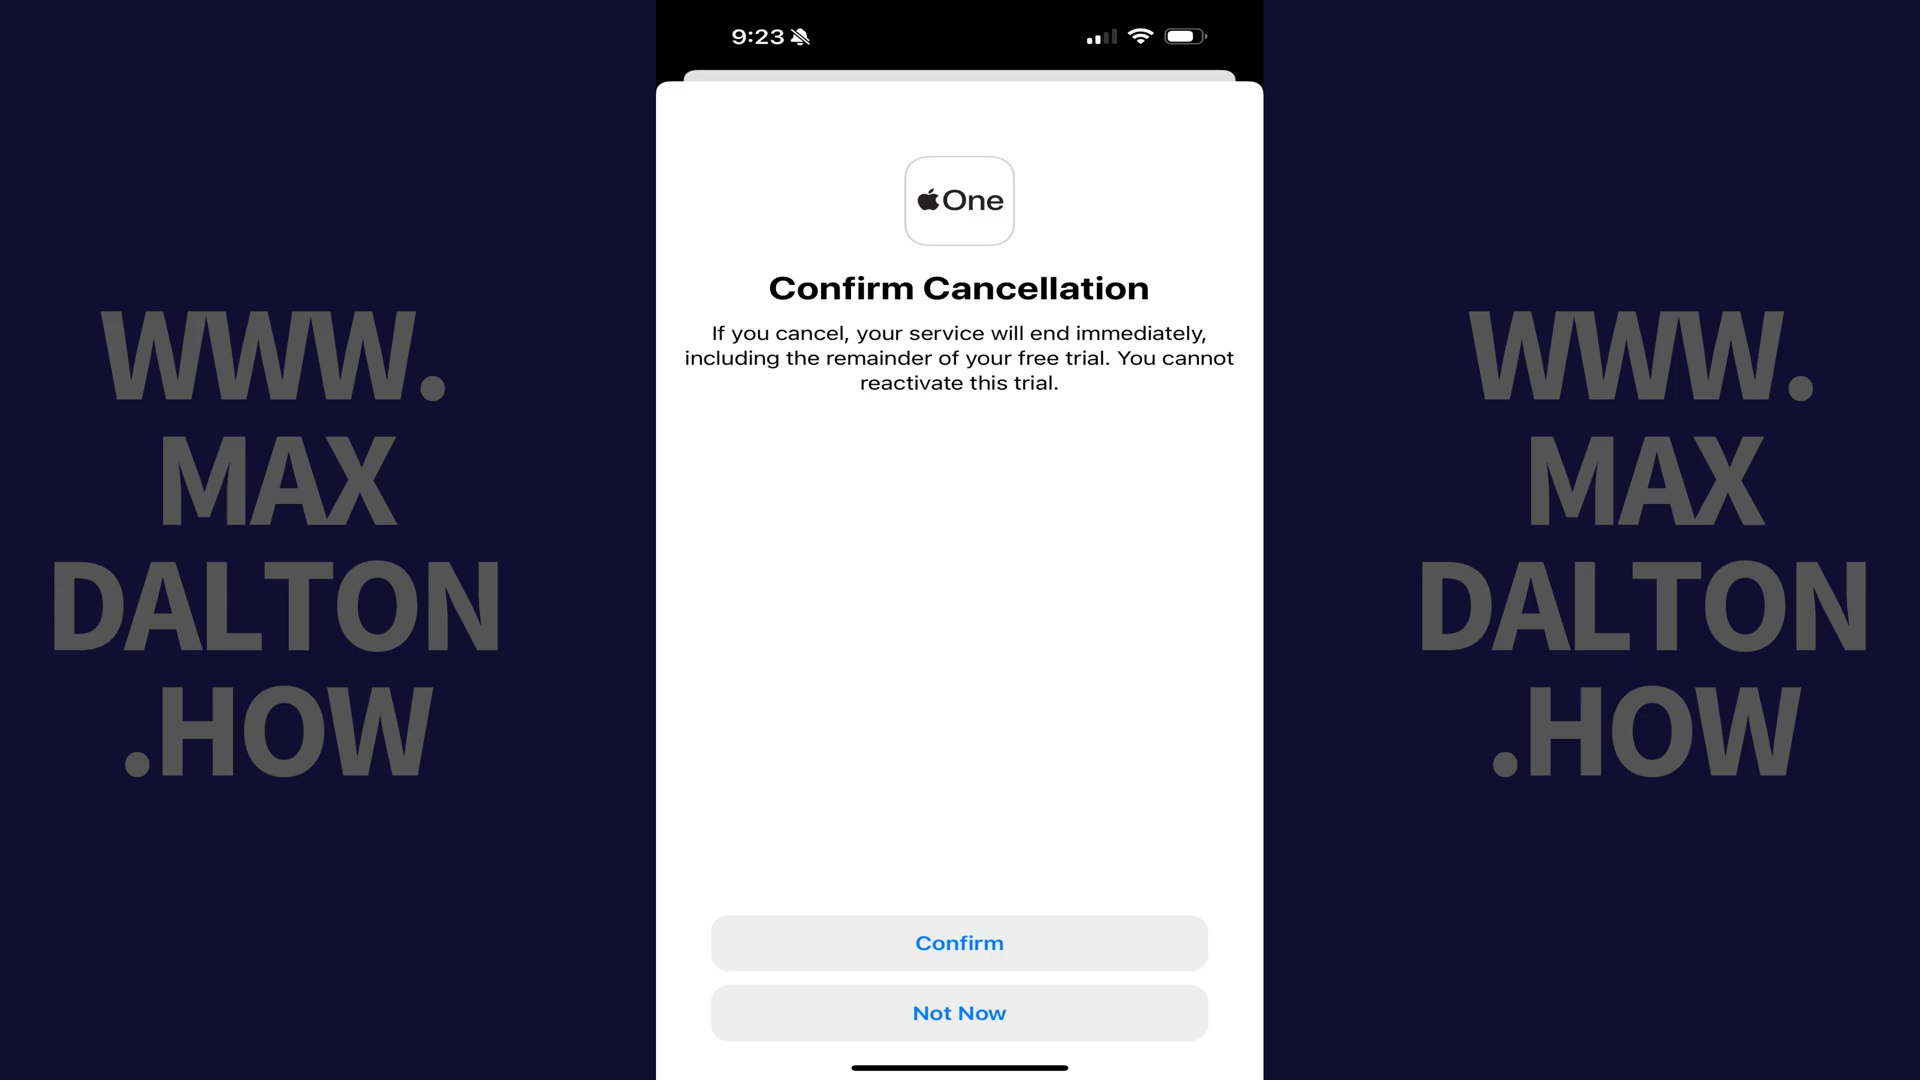 WWW.
MAX
DALTON
.HOW
9:23
One
Confirm Cancellation
If you cancel, your service will end immediately,
including the remainder of your free trial. You cannot
reactivate this trial.
Confirm
Not Now
WWW.
MAX
DALTON
.HOW